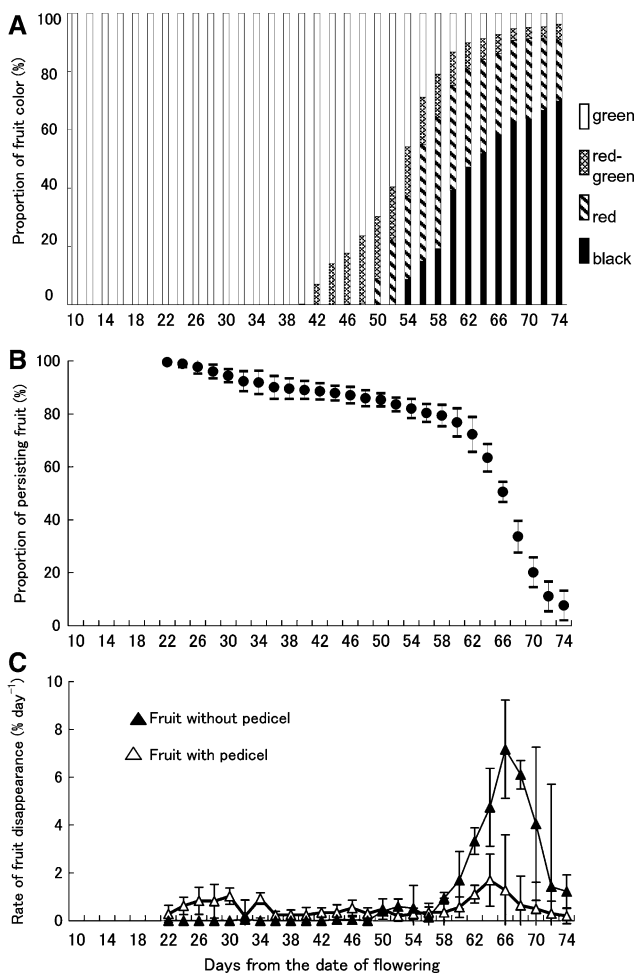 A
Proportion of fruit color (%)
100
80
60
40
20
0
10 14 18 22 26 30 34 38 42 46 50 54 58 62 66 70 74
green
red-
green
red
black
B
Proportion of persisting fruit (%)
100
80
60
40
20
0
10 14 18 22 26 30 34 38 42 46 50 54 58 62 66 70 74
C
Rate of fruit disappearance (% day⁻¹)
10
8
6
4
2
0
Fruit without pedicel
Fruit with pedicel
10 14 18 22 26 30 34 38 42 46 50 54 58 62 66 70 74
Days from the date of flowering